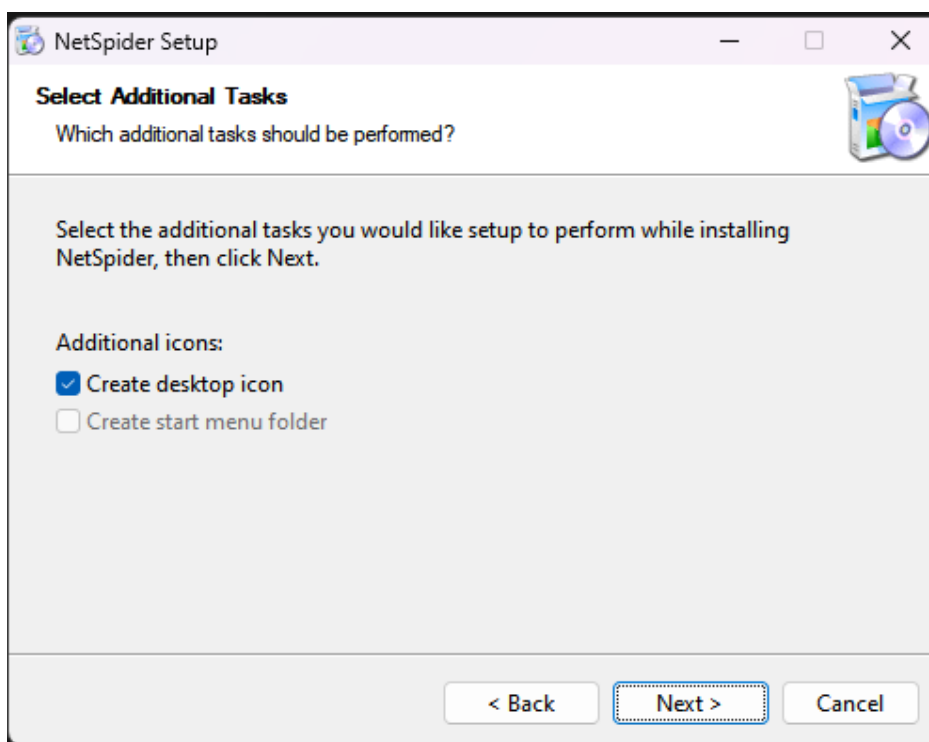 NetSpider Setup
Select Additional Tasks
Which additional tasks should be performed?
Select the additional tasks you would like setup to perform while installing
NetSpider, then click Next.
Additional icons:
Create desktop icon
Create start menu folder
< Back
Next >
Cancel